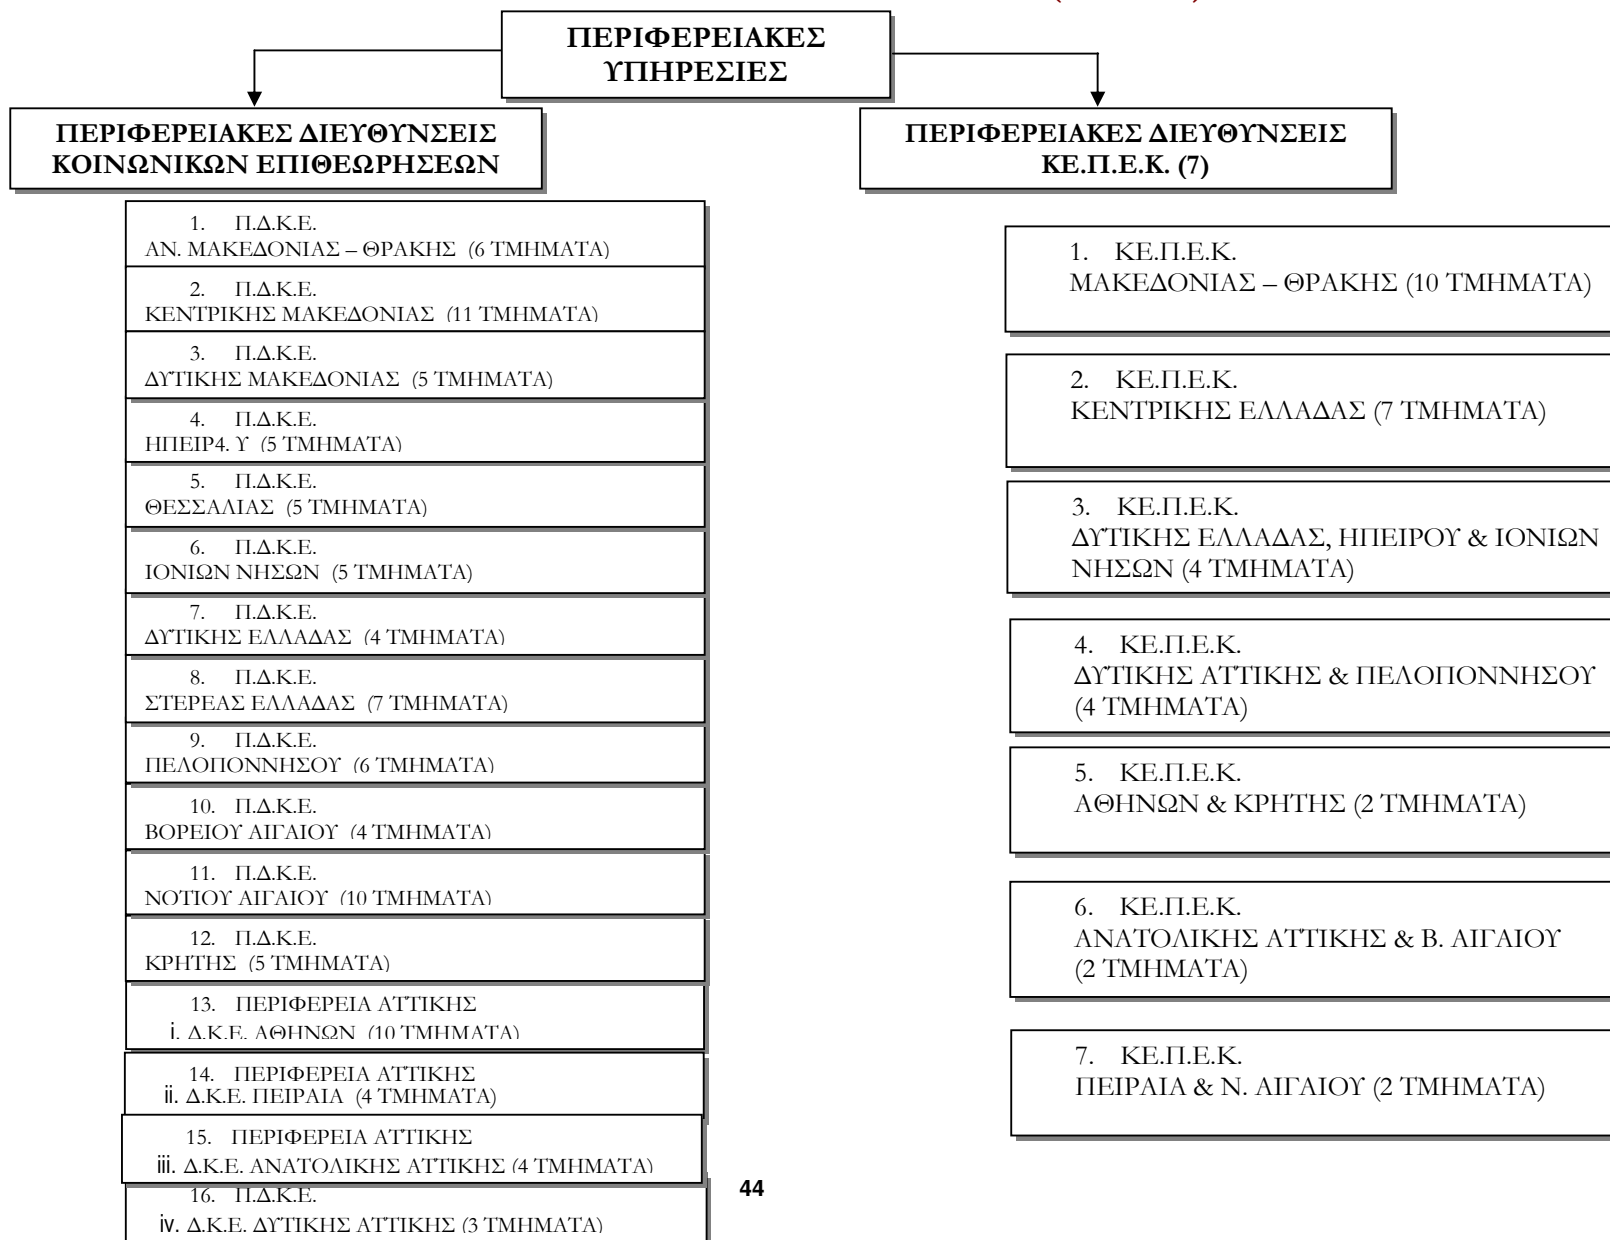 ΠΕΡΙΦΕΡΕΙΑΚΕΣ
ΥΠΗΡΕΣΙΕΣ
ΠΕΡΙΦΕΡΕΙΑΚΕΣ ΔΙΕΥΘΥΝΣΕΙΣ
ΚΟΙΝΩΝΙΚΩΝ ΕΠΙΘΕΩΡΗΣΕΩΝ
1. Π.Δ.Κ.Ε.
ΑΝ. ΜΑΚΕΔΟΝΙΑΣ – ΘΡΑΚΗΣ (6 ΤΜΗΜΑΤΑ)
2. Π.Δ.Κ.Ε.
ΚΕΝΤΡΙΚΗΣ ΜΑΚΕΔΟΝΙΑΣ (11 ΤΜΗΜΑΤΑ)
3. Π.Δ.Κ.Ε.
ΔΥΤΙΚΗΣ ΜΑΚΕΔΟΝΙΑΣ (5 ΤΜΗΜΑΤΑ)
4. Π.Δ.Κ.Ε.
ΗΠΕΙΡ4. Υ (5 ΤΜΗΜΑΤΑ)
5. Π.Δ.Κ.Ε.
ΘΕΣΣΑΛΙΑΣ (5 ΤΜΗΜΑΤΑ)
6. Π.Δ.Κ.Ε.
ΙΟΝΙΩΝ ΝΗΣΩΝ (5 ΤΜΗΜΑΤΑ)
7. Π.Δ.Κ.Ε.
ΔΥΤΙΚΗΣ ΕΛΛΑΔΑΣ (4 ΤΜΗΜΑΤΑ)
8. Π.Δ.Κ.Ε.
ΣΤΕΡΕΑΣ ΕΛΛΑΔΑΣ (7 ΤΜΗΜΑΤΑ)
9. Π.Δ.Κ.Ε.
ΠΕΛΟΠΟΝΝΗΣΟΥ (6 ΤΜΗΜΑΤΑ)
10. Π.Δ.Κ.Ε.
ΒΟΡΕΙΟΥ ΑΙΓΑΙΟΥ (4 ΤΜΗΜΑΤΑ)
11. Π.Δ.Κ.Ε.
ΝΟΤΙΟΥ ΑΙΓΑΙΟΥ (10 ΤΜΗΜΑΤΑ)
12. Π.Δ.Κ.Ε.
ΚΡΗΤΗΣ (5 ΤΜΗΜΑΤΑ)
13. ΠΕΡΙΦΕΡΕΙΑ ΑΤΤΙΚΗΣ
i. Δ.Κ.Ε. ΑΘΗΝΩΝ (10 ΤΜΗΜΑΤΑ)
14. ΠΕΡΙΦΕΡΕΙΑ ΑΤΤΙΚΗΣ
ii. Δ.Κ.Ε. ΠΕΙΡΑΙΑ (4 ΤΜΗΜΑΤΑ)
15. ΠΕΡΙΦΕΡΕΙΑ ΑΤΤΙΚΗΣ
iii. Δ.Κ.Ε. ΑΝΑΤΟΛΙΚΗΣ ΑΤΤΙΚΗΣ (4 ΤΜΗΜΑΤΑ)
16. Π.Δ.Κ.Ε.
iv. Δ.Κ.Ε. ΔΥΤΙΚΗΣ ΑΤΤΙΚΗΣ (3 ΤΜΗΜΑΤΑ)
ΠΕΡΙΦΕΡΕΙΑΚΕΣ ΔΙΕΥΘΥΝΣΕΙΣ
ΚΕ.Π.Ε.Κ. (7)
1. ΚΕ.Π.Ε.Κ.
ΜΑΚΕΔΟΝΙΑΣ – ΘΡΑΚΗΣ (10 ΤΜΗΜΑΤΑ)
2. ΚΕ.Π.Ε.Κ.
ΚΕΝΤΡΙΚΗΣ ΕΛΛΑΔΑΣ (7 ΤΜΗΜΑΤΑ)
3. ΚΕ.Π.Ε.Κ.
ΔΥΤΙΚΗΣ ΕΛΛΑΔΑΣ, ΗΠΕΙΡΟΥ & ΙΟΝΙΩΝ
ΝΗΣΩΝ (4 ΤΜΗΜΑΤΑ)
4. ΚΕ.Π.Ε.Κ.
ΔΥΤΙΚΗΣ ΑΤΤΙΚΗΣ & ΠΕΛΟΠΟΝΝΗΣΟΥ
(4 ΤΜΗΜΑΤΑ)
5. ΚΕ.Π.Ε.Κ.
ΑΘΗΝΩΝ & ΚΡΗΤΗΣ (2 ΤΜΗΜΑΤΑ)
6. ΚΕ.Π.Ε.Κ.
ΑΝΑΤΟΛΙΚΗΣ ΑΤΤΙΚΗΣ & Β. ΑΙΓΑΙΟΥ
(2 ΤΜΗΜΑΤΑ)
7. ΚΕ.Π.Ε.Κ.
ΠΕΙΡΑΙΑ & Ν. ΑΙΓΑΙΟΥ (2 ΤΜΗΜΑΤΑ)
44